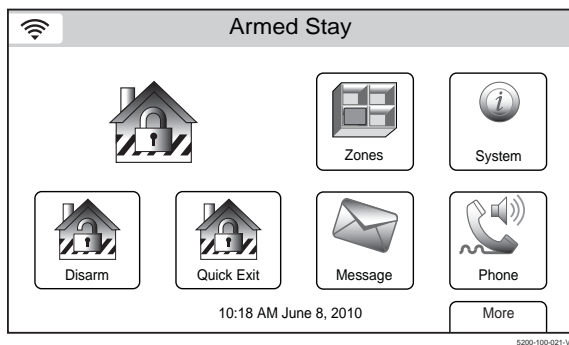 Armed Stay
Zones
System
Disarm
Quick Exit
Message
Phone
10:18 AM June 8, 2010
More
5200-100-021-V